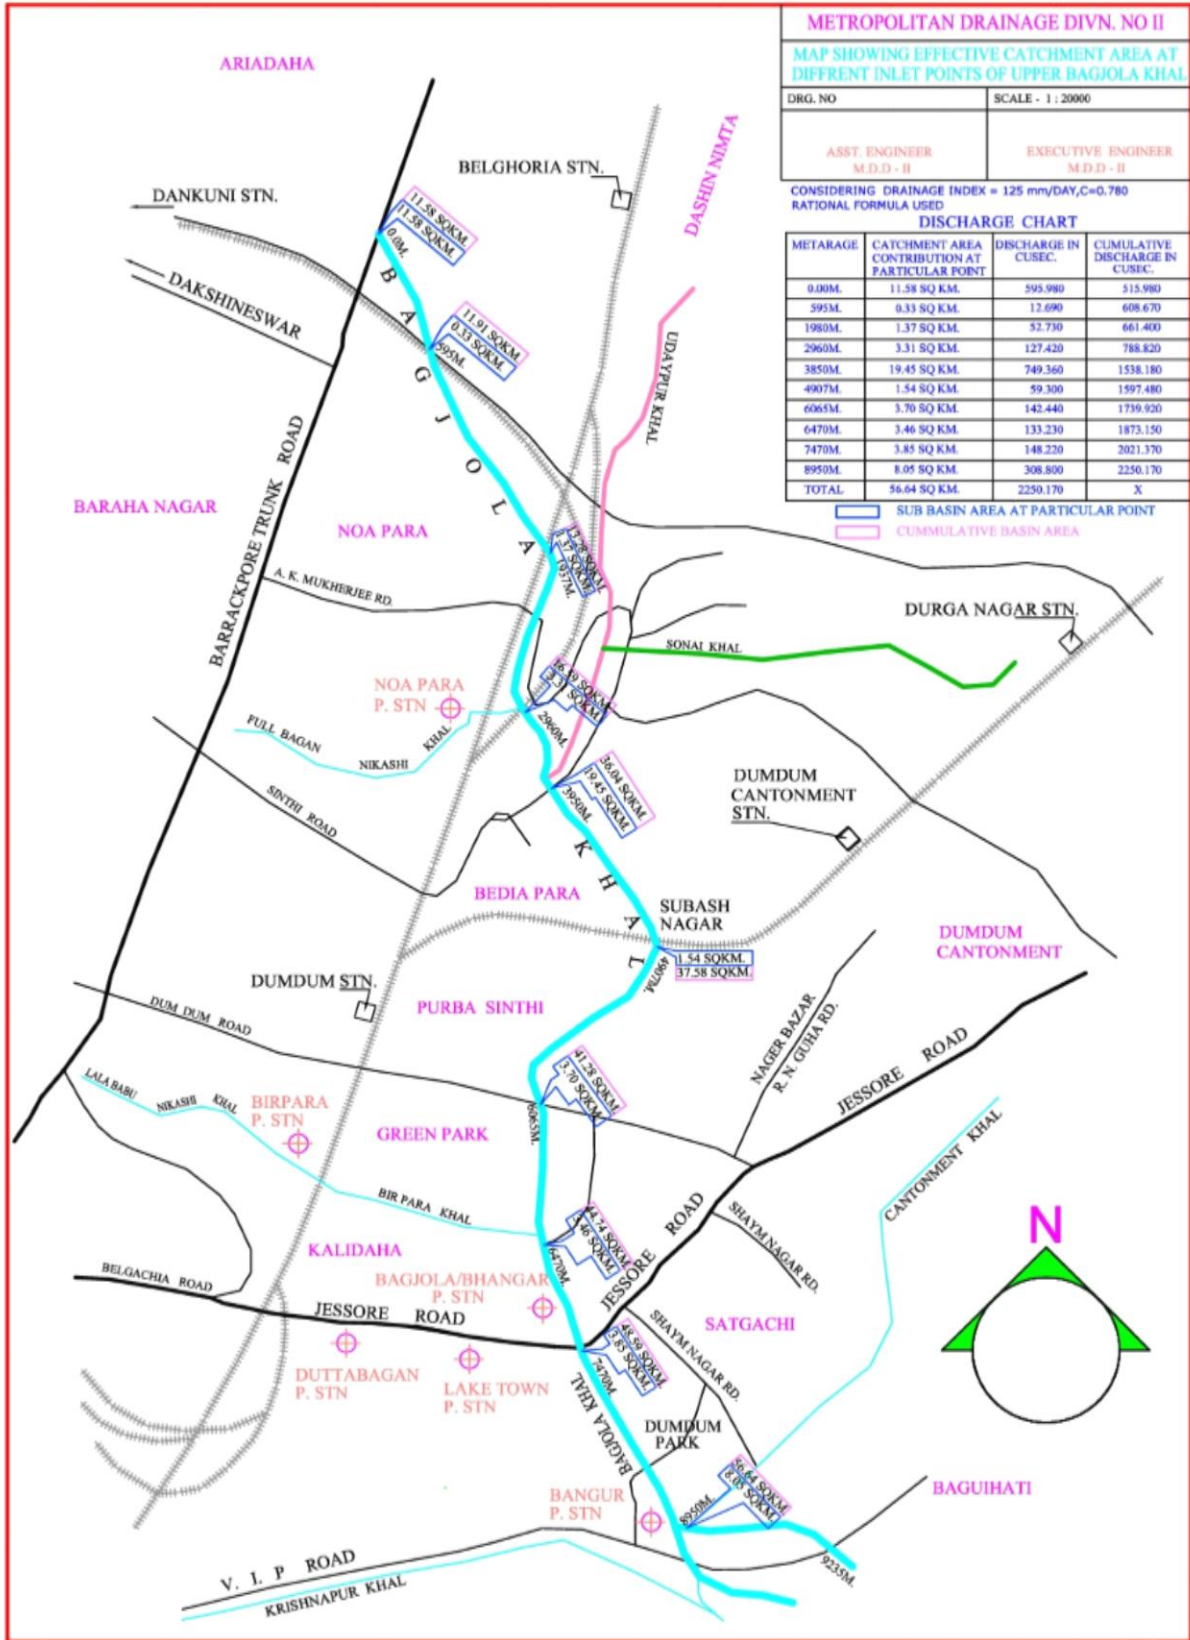 METROPOLITAN DRAINAGE DIVN. NO II
MAP SHOWING EFFECTIVE CATCHMENT AREA AT
DIFFRENT INLET POINTS OF UPPER BAGJOLA KHAL
DRG. NO
SCALE - 1 : 20000
ASST. ENGINEER
M.D.D - II
EXECUTIVE ENGINEER
M.D.D - II
CONSIDERING DRAINAGE INDEX = 125 mm/DAY,C=0.780
RATIONAL FORMULA USED
DISCHARGE CHART
METARAGE CATCHMENT AREA CONTRIBUTION AT PARTICULAR POINT DISCHARGE IN CUSEC. CUMULATIVE DISCHARGE IN CUSEC.
0.00M. 11.58 SQ KM. 595.980 515.980
595M. 0.33 SQ KM. 12.690 608.670
1980M. 1.37 SQ KM. 52.730 661.400
2960M. 3.31 SQ KM. 127.420 788.820
3850M. 19.45 SQ KM. 749.360 1538.180
4907M. 1.54 SQ KM. 59.300 1597.480
6065M. 3.70 SQ KM. 142.440 1739.920
6470M. 3.46 SQ KM. 133.230 1873.150
7470M. 3.85 SQ KM. 148.220 2021.370
8950M. 8.05 SQ KM. 308.800 2250.170
TOTAL 56.64 SQ KM. 2250.170 X
SUB BASIN AREA AT PARTICULAR POINT
CUMMULATIVE BASIN AREA
ARIADAHA
DANKUNI STN.
BELGHORIA STN.
DASHIN NIMTA
11.58 SQKM.
11.58 SQKM.
0.0M.
DAKSHINESWAR
11.91 SQKM
0.33 SQKM.
595M.
UDAYPUR KHAL
BAGJOLA KHAL
BARRACKPORE TRUNK ROAD
BARAHA NAGAR
NOA PARA
13.28 SQKM
1.37 SQKM.
1937M.
A. K. MUKHERJEE RD.
DURGA NAGAR STN.
SONAI KHAL
NOA PARA
P. STN
SQKM.
3.31 SQKM.
2960M.
FULL BAGAN
NIKASHI
KHAL
36.04 SQKM.
19.45 SQKM.
3950M.
SINTHI ROAD
DUMDUM
CANTONMENT
STN.
BEDIA PARA
SUBASH
NAGAR
DUMDUM
CANTONMENT
1.54 SQKM.
37.58 SQKM.
4907M.
DUMDUM STN.
PURBA SINTHI
DUM DUM ROAD
NAGER BAZAR
R. N. GUHA RD.
JESSORE ROAD
41.28 SQKM
3.70 SQKM.
6065M.
LALA BABU
NIKASHI KHAL
BIRPARA
P. STN
GREEN PARK
CANTONMENT KHAL
BIR PARA KHAL
44.74 SQKM
3.46 SQKM.
6470M.
SHAYM NAGAR RD.
N
KALIDAHA
BELGACHIA ROAD
BAGJOLA/BHANGAR
P. STN
JESSORE ROAD
JESSORE ROAD
SATGACHI
SHAYM NAGAR RD.
48.59 SQKM
3.85 SQKM.
7470M.
DUTTABAGAN
P. STN
LAKE TOWN
P. STN
BAGJOLA KHAL
DUMDUM
PARK
56.64 SQKM
8.05 SQKM.
8950M.
BANGUR
P. STN
BAGUIHATI
9235M.
V. I. P ROAD
KRISHNAPUR KHAL